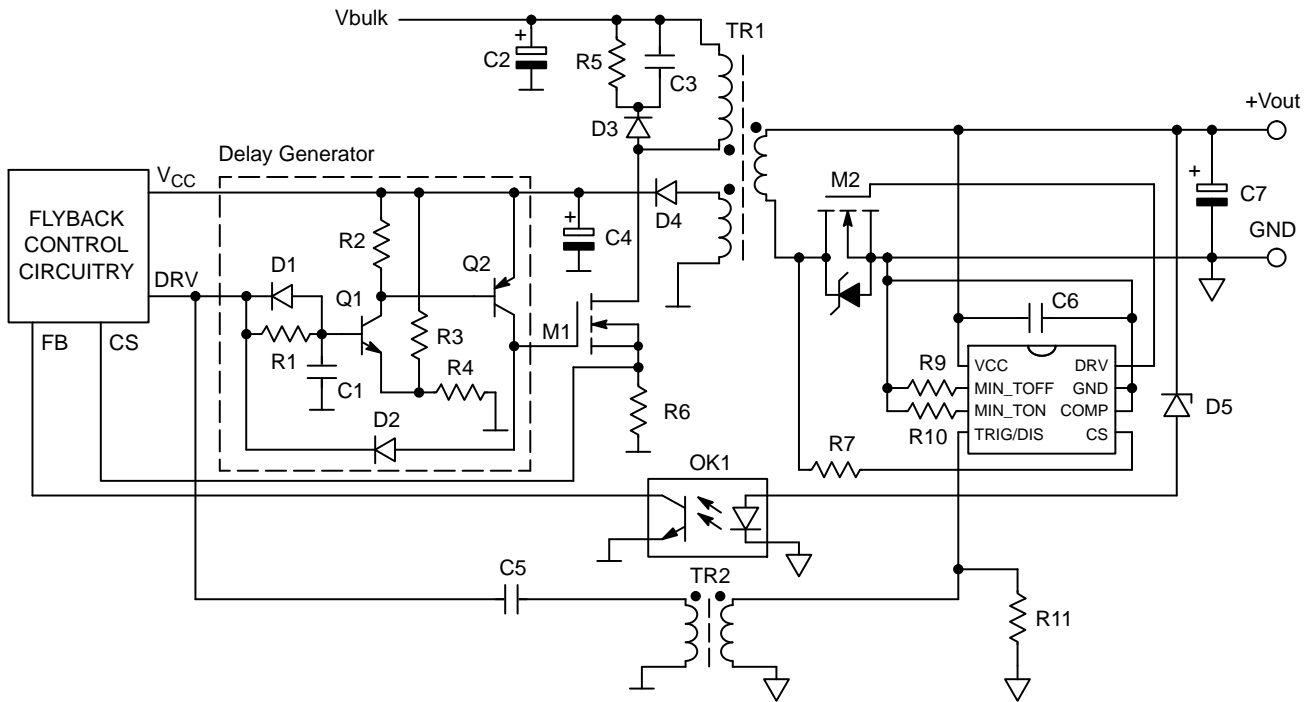 Vbulk
TR1
C2
+
R5
C3
D3
+Vout
Delay Generator
VCC
M2
+
C7
FLYBACK
CONTROL
CIRCUITRY
D4
+
C4
GND
R2
Q2
DRV
D1
Q1
C6
M1
FB
CS
R1
R3
C1
R4
R9
VCC
DRV
MIN_TOFF
GND
MIN_TON
COMP
TRIG/DIS
CS
R10
D5
R6
D2
R7
OK1
C5
TR2
R11